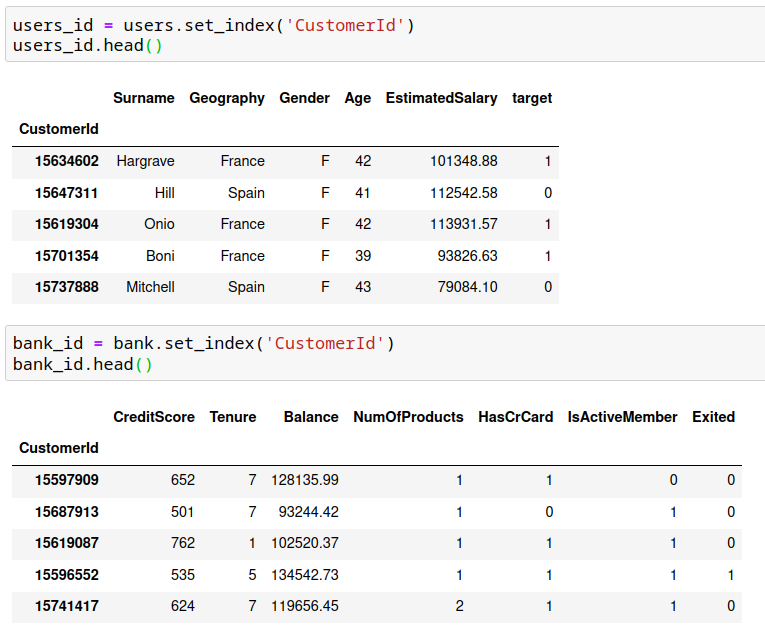 users_id = users.set_index('CustomerId')
users_id.head()
Surname Geography Gender Age EstimatedSalary target
CustomerId
15634602 Hargrave France F 42 101348.88 1
15647311 Hill Spain F 41 112542.58 0
15619304 Onio France F 42 113931.57 1
15701354 Boni France F 39 93826.63 1
15737888 Mitchell Spain F 43 79084.10 0
bank_id = bank.set_index('CustomerId')
bank_id.head()
CreditScore Tenure Balance NumOfProducts HasCrCard IsActiveMember Exited
CustomerId
15597909 652 7 128135.99 1 1 0 0
15687913 501 7 93244.42 1 0 1 0
15619087 762 1 102520.37 1 1 1 0
15596552 535 5 134542.73 1 1 1 1
15741417 624 7 119656.45 2 1 1 0